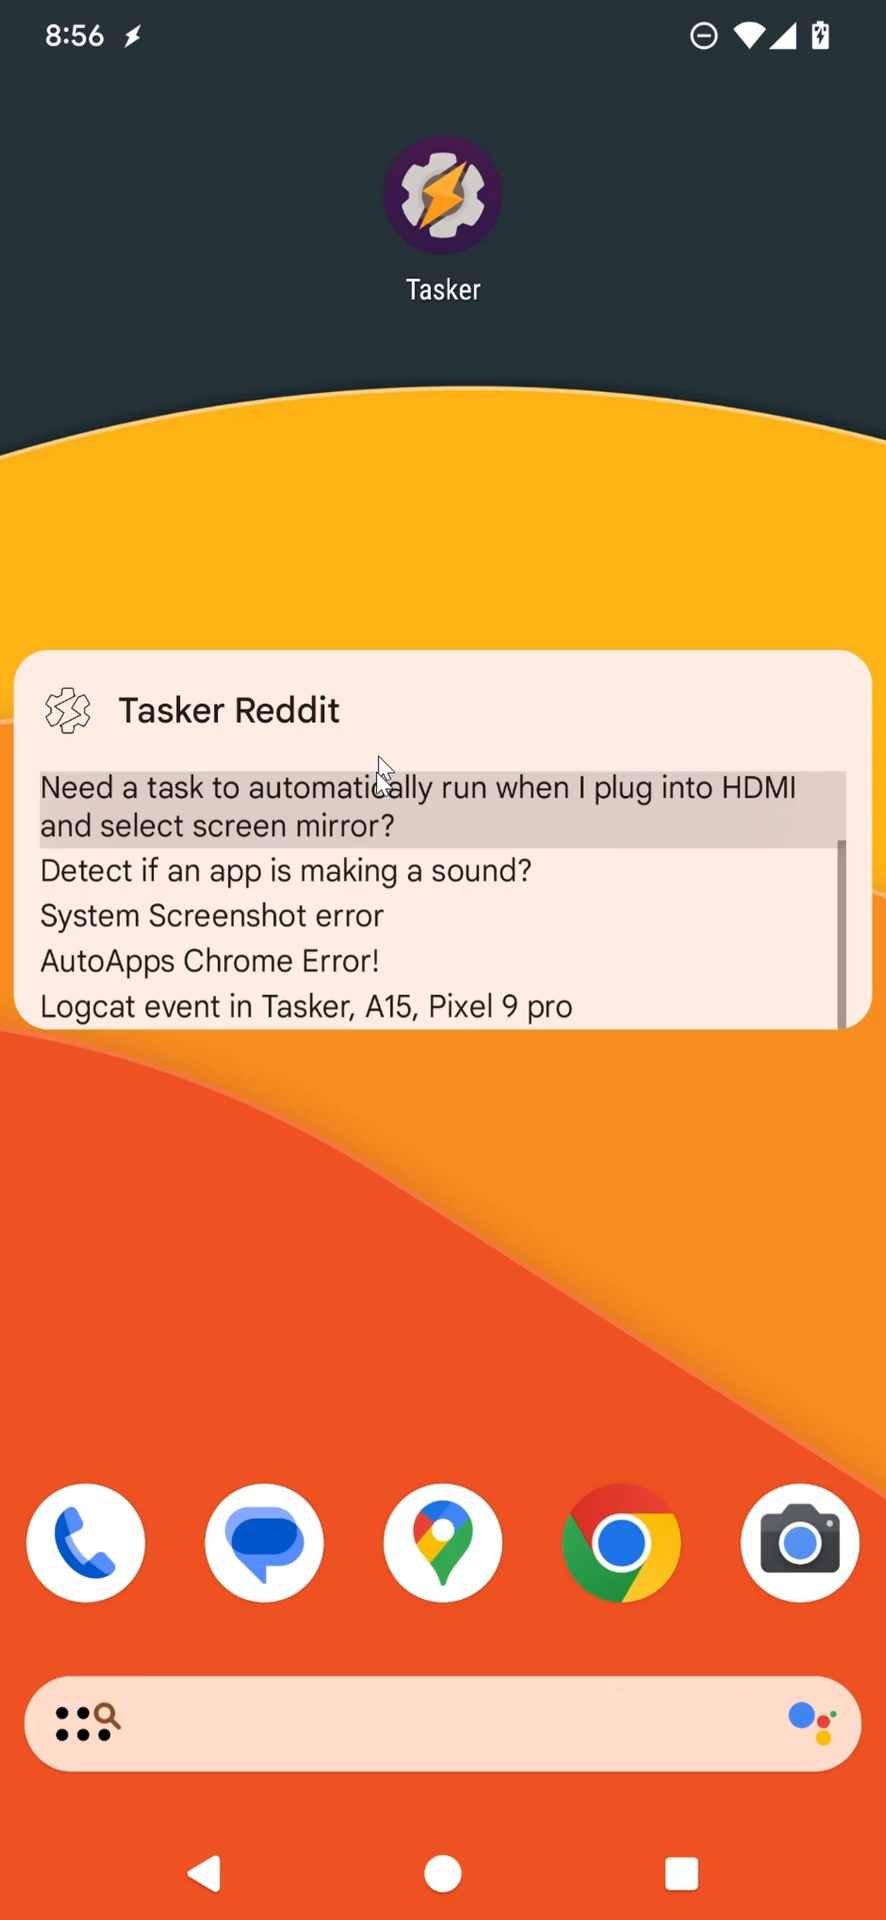 8:56
Tasker
Tasker Reddit
Need a task to automatically run when I plug into HDMI
and select screen mirror?
Detect if an app is making a sound?
System Screenshot error
AutoApps Chrome Error!
Logcat event in Tasker, A15, Pixel 9 pro